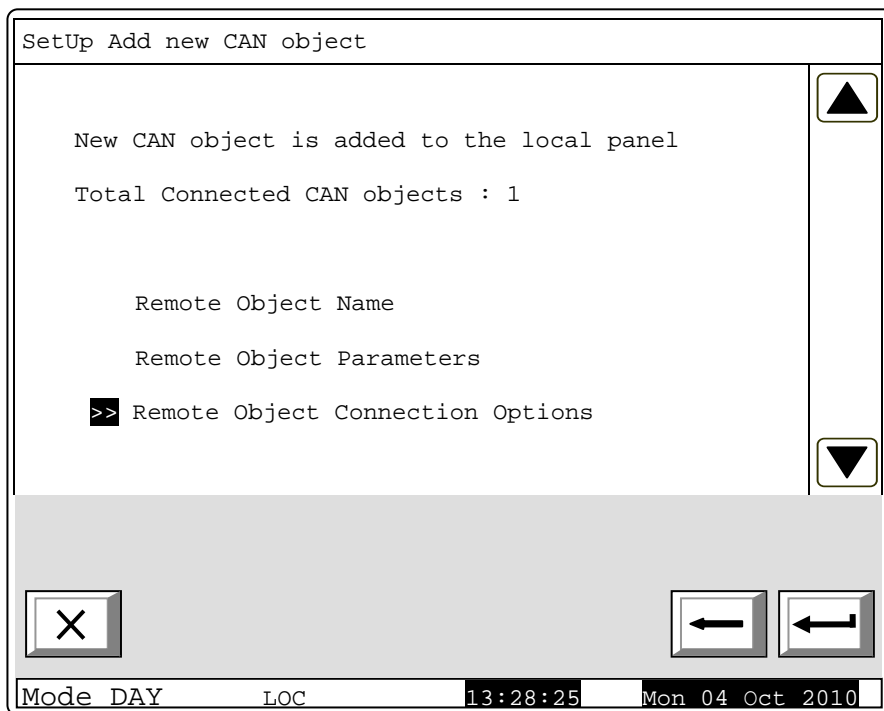 SetUp Add new CAN object
New CAN object is added to the local panel
Total Connected CAN objects : 1
Remote Object Name
Remote Object Parameters
>> Remote Object Connection Options
Mode DAY LOC 13:28:25 Mon 04 Oct 2010